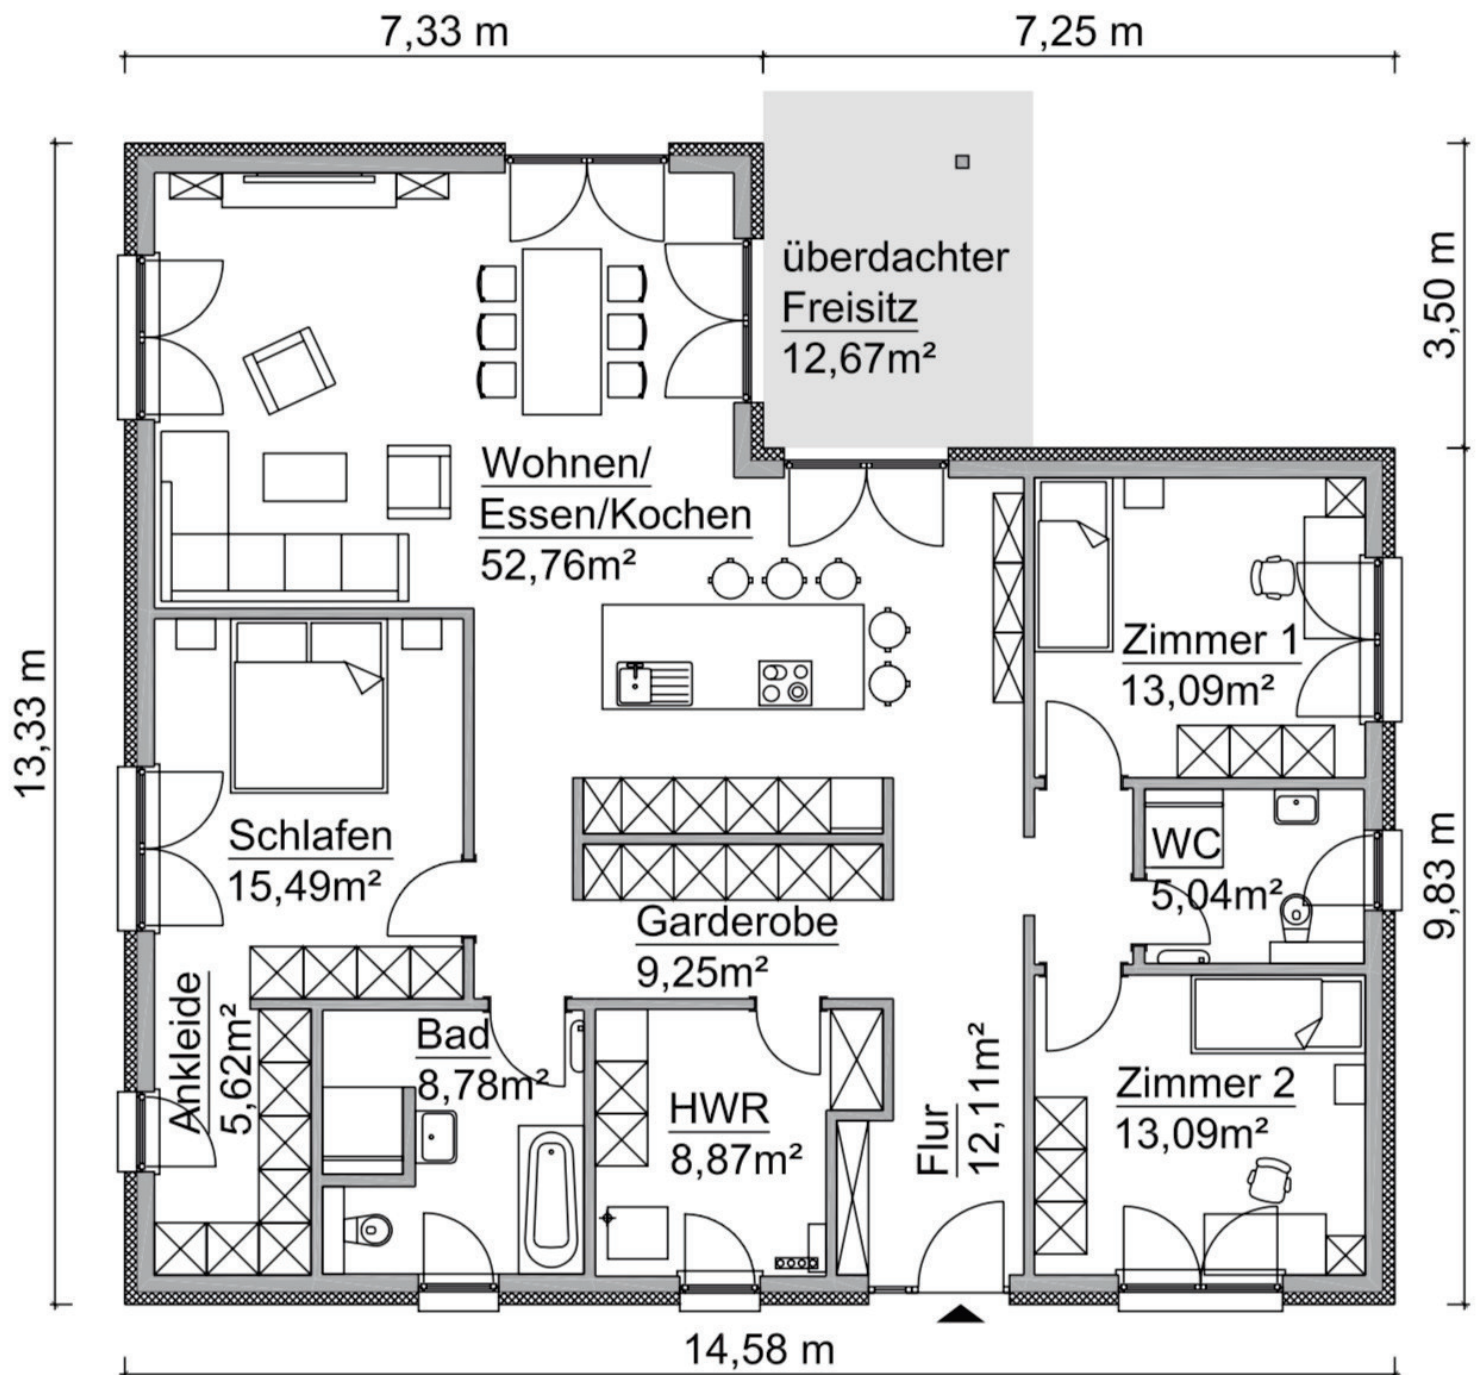 7,33 m
7,25 m
überdachter
Freisitz
12,67m²
3,50 m
Wohnen/
Essen/Kochen
52,76m²
Zimmer 1
13,09m²
13,33 m
Schlafen
15,49m²
WC
5,04m²
9,83 m
Garderobe
9,25m²
Ankleide
5,62m²
Bad
8,78m²
HWR
8,87m²
Flur
12,11m²
Zimmer 2
13,09m²
14,58 m